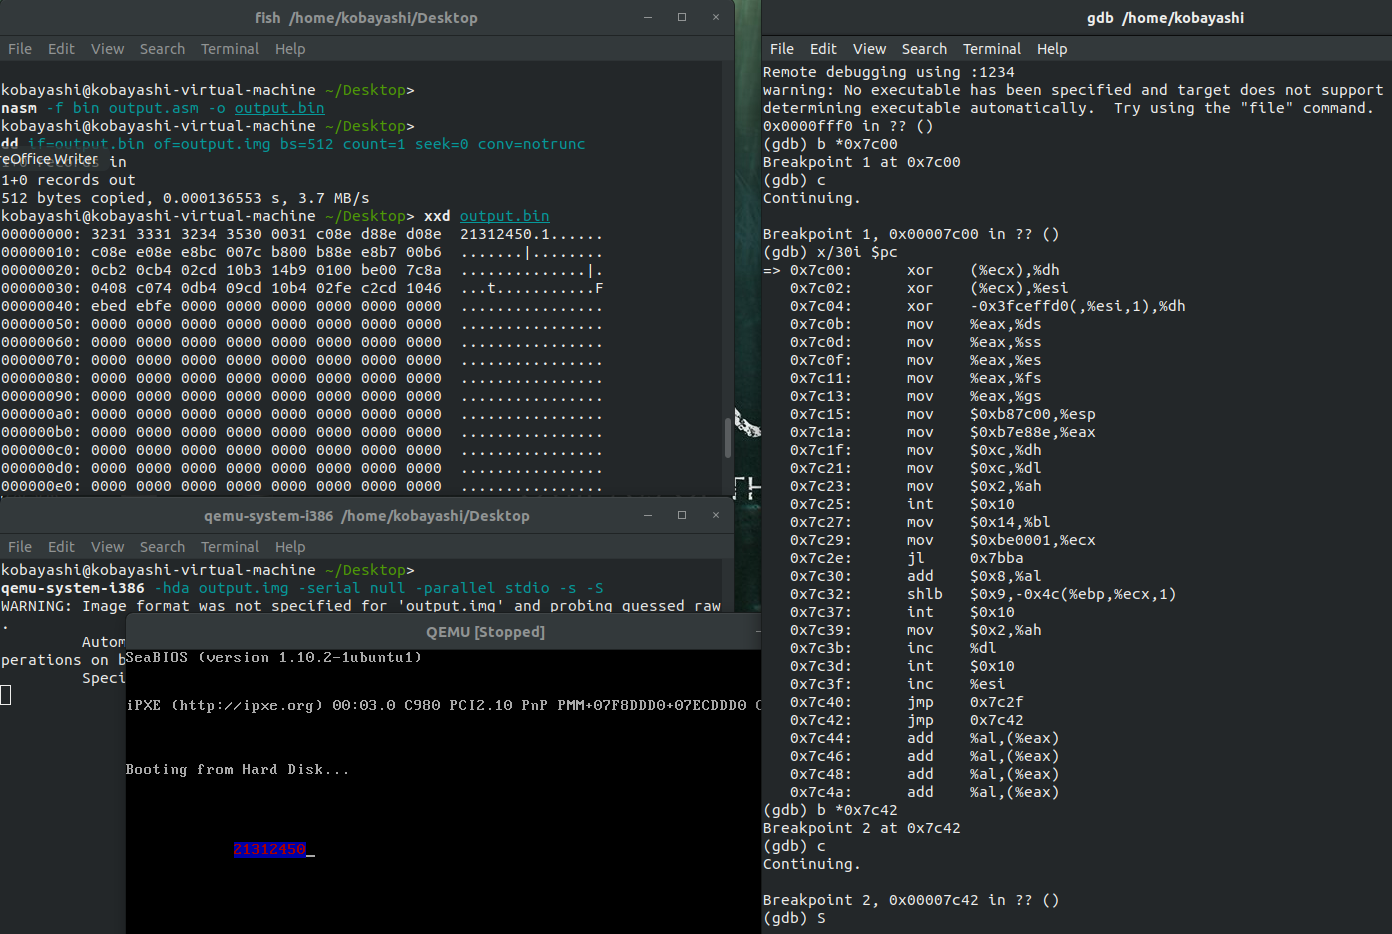 fish /home/kobayashi/Desktop
File Edit View Search Terminal Help
kobayashi@kobayashi-virtual-machine ~/Desktop>
nasm -f bin output.asm -o output.bin
kobayashi@kobayashi-virtual-machine ~/Desktop>
dd if=output.bin of=output.img bs=512 count=1 seek=0 conv=notrunc
reOffice Writer
1+0 records in
1+0 records out
512 bytes copied, 0.000136553 s, 3.7 MB/s
kobayashi@kobayashi-virtual-machine ~/Desktop> xxd output.bin
00000000: 3231 3331 3234 3530 0031 c08e d88e d08e 21312450.1......
00000010: c08e e08e e8bc 007c b800 b88e e8b7 00b6 .......|........
00000020: 0cb2 0cb4 02cd 10b3 14b9 0100 be00 7c8a ..............|.
00000030: 0408 c074 0db4 09cd 10b4 02fe c2cd 1046 ...t...........F
00000040: ebed ebfe 0000 0000 0000 0000 0000 0000 ................
00000050: 0000 0000 0000 0000 0000 0000 0000 0000 ................
00000060: 0000 0000 0000 0000 0000 0000 0000 0000 ................
00000070: 0000 0000 0000 0000 0000 0000 0000 0000 ................
00000080: 0000 0000 0000 0000 0000 0000 0000 0000 ................
00000090: 0000 0000 0000 0000 0000 0000 0000 0000 ................
000000a0: 0000 0000 0000 0000 0000 0000 0000 0000 ................
000000b0: 0000 0000 0000 0000 0000 0000 0000 0000 ................
000000c0: 0000 0000 0000 0000 0000 0000 0000 0000 ................
000000d0: 0000 0000 0000 0000 0000 0000 0000 0000 ................
000000e0: 0000 0000 0000 0000 0000 0000 0000 0000 ................
qemu-system-i386 /home/kobayashi/Desktop
File Edit View Search Terminal Help
kobayashi@kobayashi-virtual-machine ~/Desktop>
qemu-system-i386 -hda output.img -serial null -parallel stdio -s -S
WARNING: Image format was not specified for 'output.img' and probing guessed raw
.
Autom
perations on b
Speci
QEMU [Stopped]
SeaBIOS (version 1.10.2-1ubuntu1)
iPXE (http://ipxe.org) 00:03.0 C980 PCI2.10 PnP PMM+07F8DDD0+07ECDDD0 C
Booting from Hard Disk...
21312450_
gdb /home/kobayashi
File Edit View Search Terminal Help
Remote debugging using :1234
warning: No executable has been specified and target does not support
determining executable automatically. Try using the "file" command.
0x0000fff0 in ?? ()
(gdb) b *0x7c00
Breakpoint 1 at 0x7c00
(gdb) c
Continuing.
Breakpoint 1, 0x00007c00 in ?? ()
(gdb) x/30i $pc
=> 0x7c00: xor (%ecx),%dh
0x7c02: xor (%ecx),%esi
0x7c04: xor -0x3fceffd0(,%esi,1),%dh
0x7c0b: mov %eax,%ds
0x7c0d: mov %eax,%ss
0x7c0f: mov %eax,%es
0x7c11: mov %eax,%fs
0x7c13: mov %eax,%gs
0x7c15: mov $0xb87c00,%esp
0x7c1a: mov $0xb7e88e,%eax
0x7c1f: mov $0xc,%dh
0x7c21: mov $0xc,%dl
0x7c23: mov $0x2,%ah
0x7c25: int $0x10
0x7c27: mov $0x14,%bl
0x7c29: mov $0xbe0001,%ecx
0x7c2e: jl 0x7bba
0x7c30: add $0x8,%al
0x7c32: shlb $0x9,-0x4c(%ebp,%ecx,1)
0x7c37: int $0x10
0x7c39: mov $0x2,%ah
0x7c3b: inc %dl
0x7c3d: int $0x10
0x7c3f: inc %esi
0x7c40: jmp 0x7c2f
0x7c42: jmp 0x7c42
0x7c44: add %al,(%eax)
0x7c46: add %al,(%eax)
0x7c48: add %al,(%eax)
0x7c4a: add %al,(%eax)
(gdb) b *0x7c42
Breakpoint 2 at 0x7c42
(gdb) c
Continuing.
Breakpoint 2, 0x00007c42 in ?? ()
(gdb) S